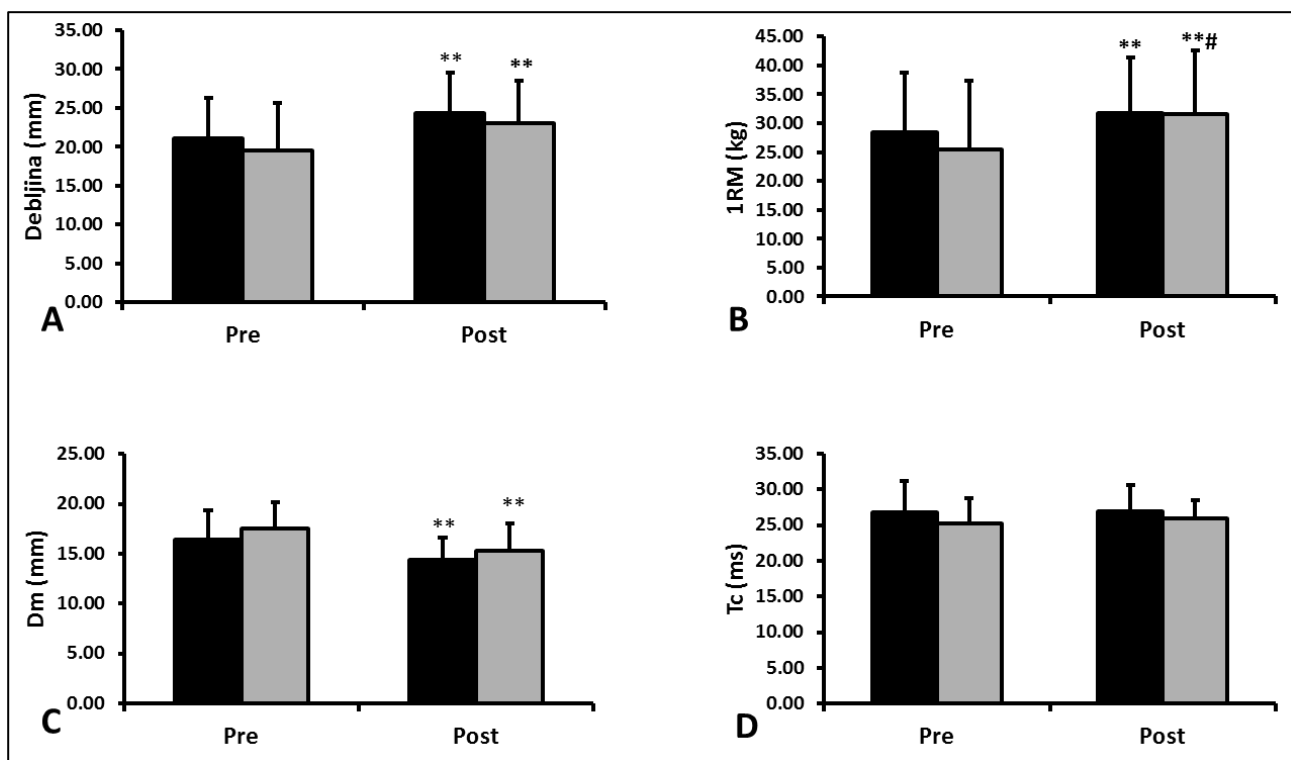 35.00
30.00
25.00
20.00
15.00
10.00
5.00
0.00
Debljina (mm)
** **
A
Pre Post
45.00
40.00
35.00
30.00
25.00
20.00
15.00
10.00
5.00
0.00
1RM (kg)
** **#
B
Pre Post
25.00
20.00
15.00
10.00
5.00
0.00
Dm (mm)
** **
C
Pre Post
35.00
30.00
25.00
20.00
15.00
10.00
5.00
0.00
Tc (ms)
D
Pre Post